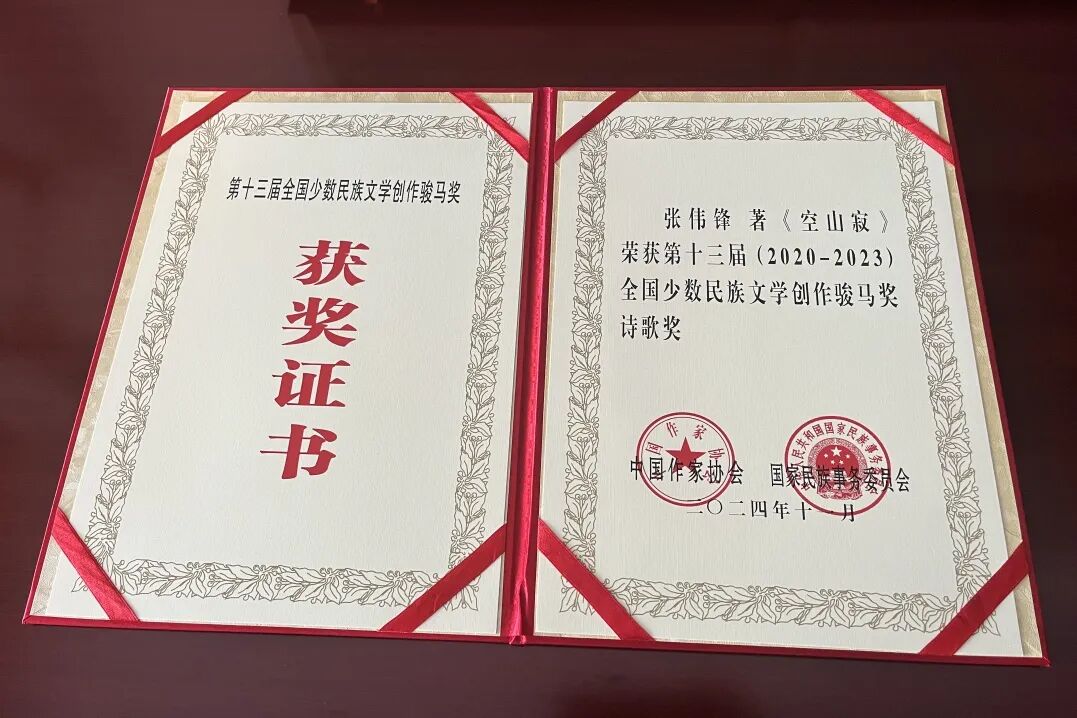 第十三届全国少数民族文学创作骏马奖
获奖证书
张伟锋 著《空山寂》
荣获第十三届(2020-2023)
全国少数民族文学创作骏马奖
诗歌奖
中国作家协会 国家民族事务委员会
二〇二四年十一月